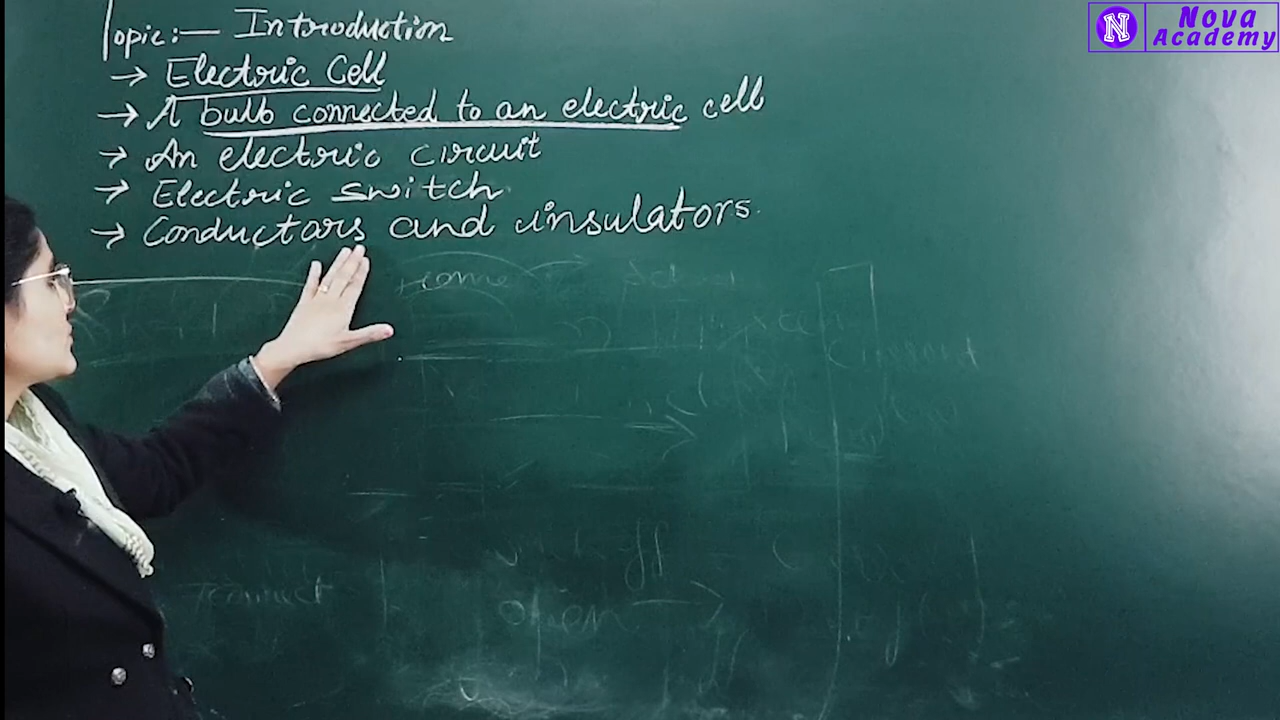 Topic:— Introduction
→ Electric Cell
→ A bulb connected to an electric cell
→ An electric circuit
→ Electric switch
→ Conductors and insulators.
open
N
Nova
Academy